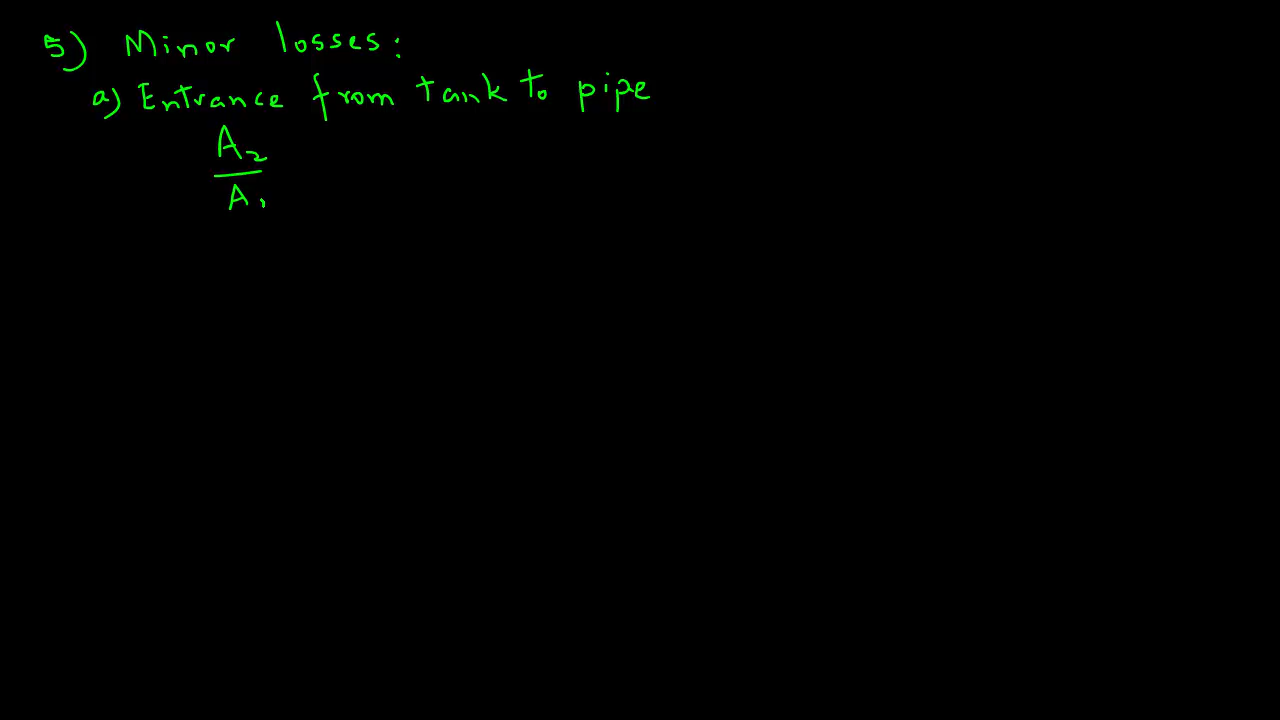 5) Minor losses:
a) Entrance from tank to pipe
A₂
A₁